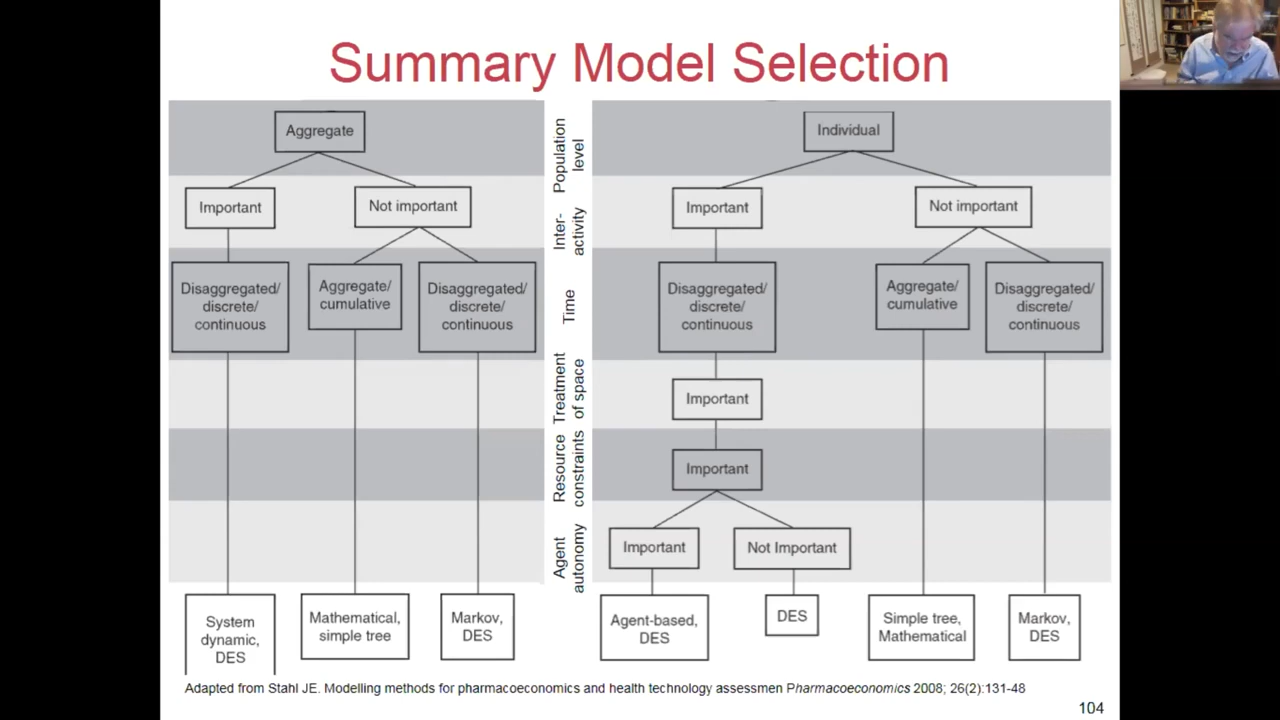 Summary Model Selection
Aggregate
Important
Not important
Disaggregated/
discrete/
continuous
Aggregate/
cumulative
Disaggregated/
discrete/
continuous
System
dynamic,
DES
Mathematical,
simple tree
Markov,
DES
Population
level
Inter-
activity
Time
Treatment
of space
Resource
constraints
Agent
autonomy
Individual
Important
Not important
Disaggregated/
discrete/
continuous
Aggregate/
cumulative
Disaggregated/
discrete/
continuous
Important
Important
Important
Not Important
Agent-based,
DES
DES
Simple tree,
Mathematical
Markov,
DES
Adapted from Stahl JE. Modelling methods for pharmacoeconomics and health technology assessmen Pharmacoeconomics 2008; 26(2):131-48
104